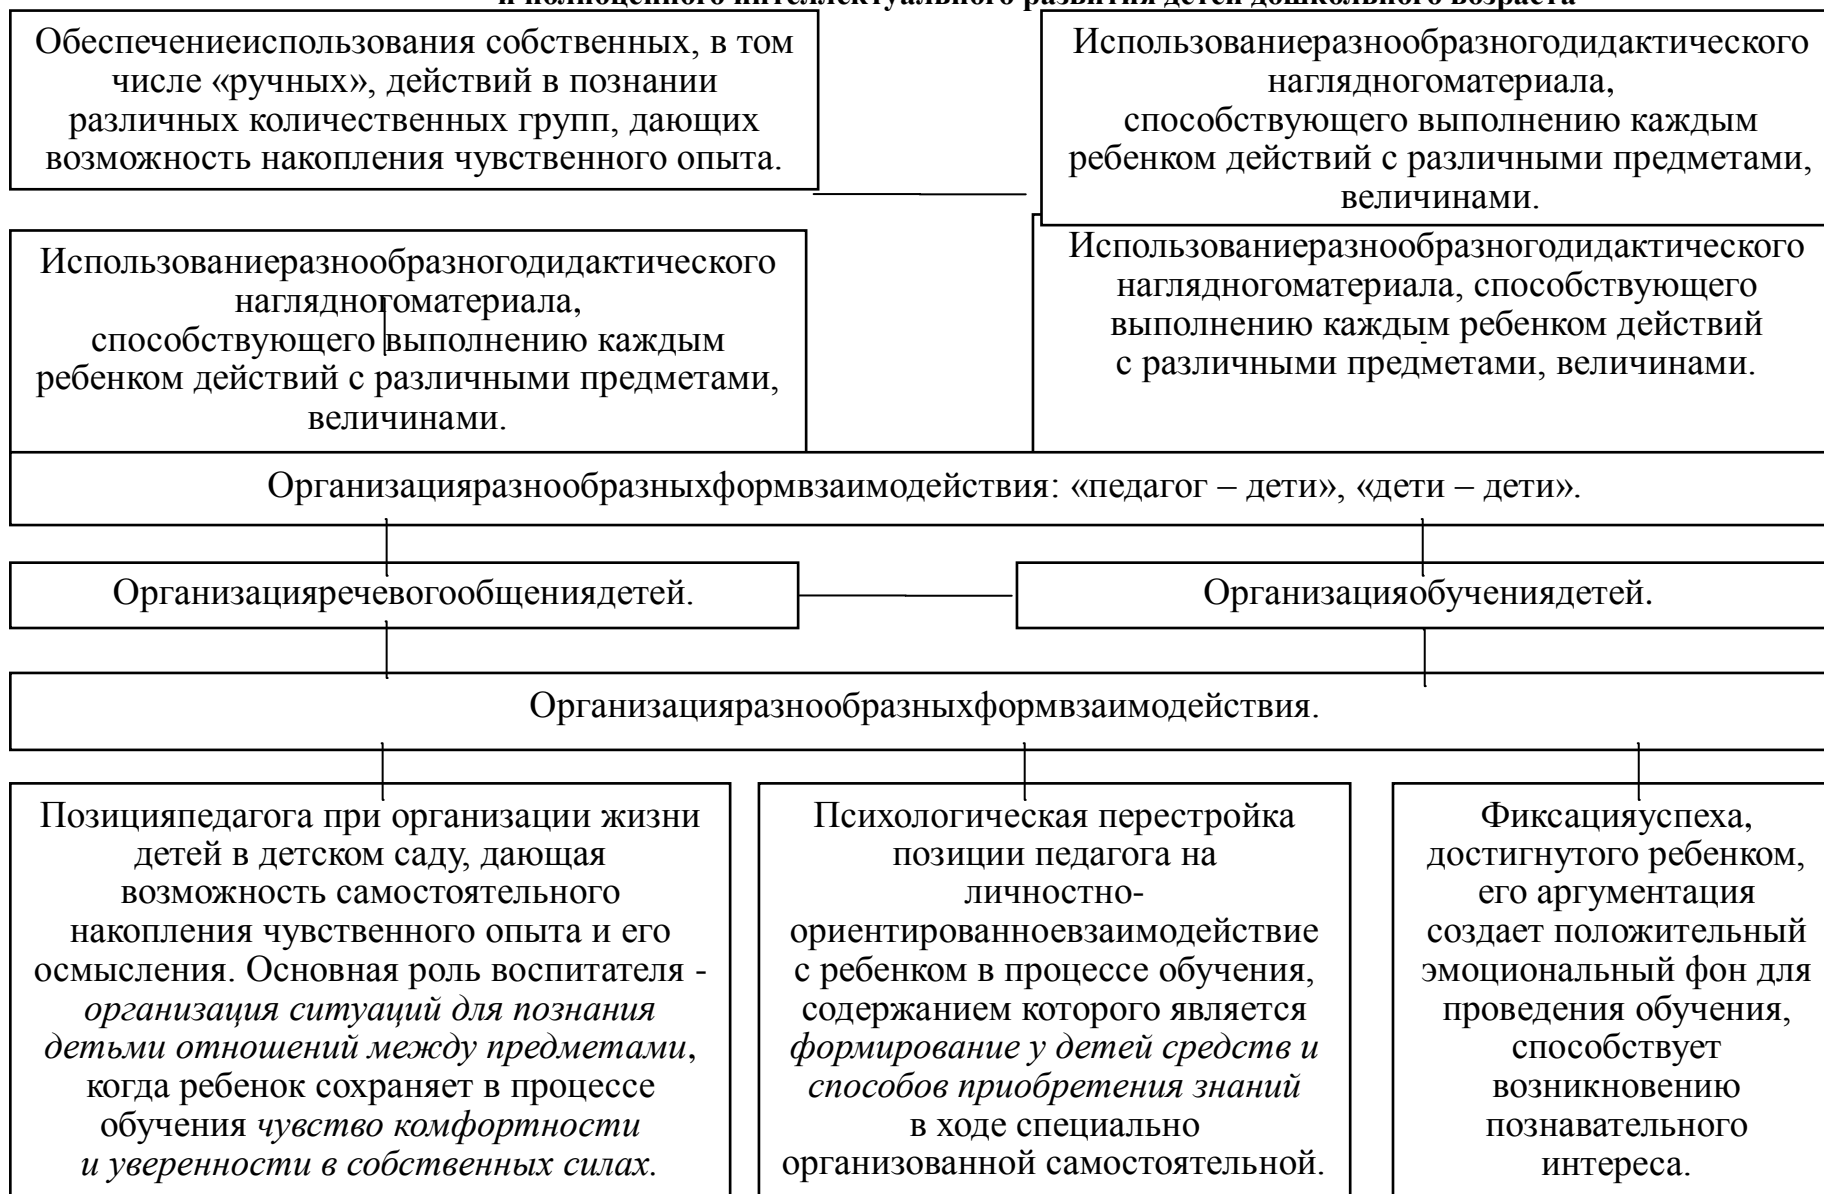 и полноценного интеллектуального развития детей дошкольного возраста
Обеспечениеиспользования собственных, в том
числе «ручных», действий в познании
различных количественных групп, дающих
возможность накопления чувственного опыта.
Использованиеразнообразногодидактического
наглядногоматериала,
способствующего выполнению каждым
ребенком действий с различными предметами,
величинами.
Использованиеразнообразногодидактического
наглядногоматериала,
способствующего выполнению каждым
ребенком действий с различными предметами,
величинами.
Использованиеразнообразногодидактического
наглядногоматериала, способствующего
выполнению каждым ребенком действий
с различными предметами, величинами.
Организацияразнообразныхформвзаимодействия: «педагог – дети», «дети – дети».
Организацияречевогообщениядетей.
Организацияобучениядетей.
Организацияразнообразныхформвзаимодействия.
Позицияпедагога при организации жизни
детей в детском саду, дающая
возможность самостоятельного
накопления чувственного опыта и его
осмысления. Основная роль воспитателя -
организация ситуаций для познания
детьми отношений между предметами,
когда ребенок сохраняет в процессе
обучения чувство комфортности
и уверенности в собственных силах.
Психологическая перестройка
позиции педагога на
личностно-
ориентированноевзаимодействие
с ребенком в процессе обучения,
содержанием которого является
формирование у детей средств и
способов приобретения знаний
в ходе специально
организованной самостоятельной.
Фиксацияуспеха,
достигнутого ребенком,
его аргументация
создает положительный
эмоциональный фон для
проведения обучения,
способствует
возникновению
познавательного
интереса.